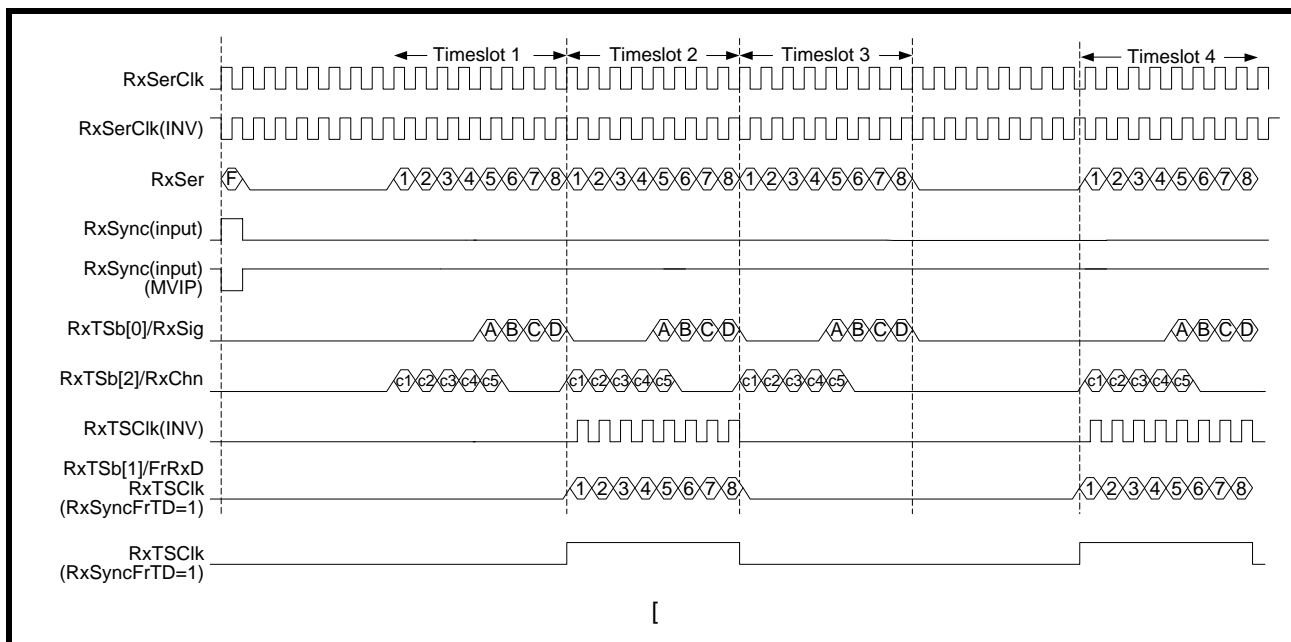 Timeslot 1 Timeslot 2 Timeslot 3 Timeslot 4
RxSerClk
RxSerClk(INV)
RxSer F 1 2 3 4 5 6 7 8 1 2 3 4 5 6 7 8 1 2 3 4 5 6 7 8 1 2 3 4 5 6 7 8
RxSync(input)
RxSync(input)
(MVIP)
RxTSb[0]/RxSig A B C D A B C D A B C D A B C D
RxTSb[2]/RxChn c1 c2 c3 c4 c5 c1 c2 c3 c4 c5 c1 c2 c3 c4 c5 c1 c2 c3 c4 c5
RxTSClk(INV)
RxTSb[1]/FrRxD
RxTSClk 1 2 3 4 5 6 7 8 1 2 3 4 5 6 7 8
(RxSyncFrTD=1)
RxTSClk
(RxSyncFrTD=1)
[